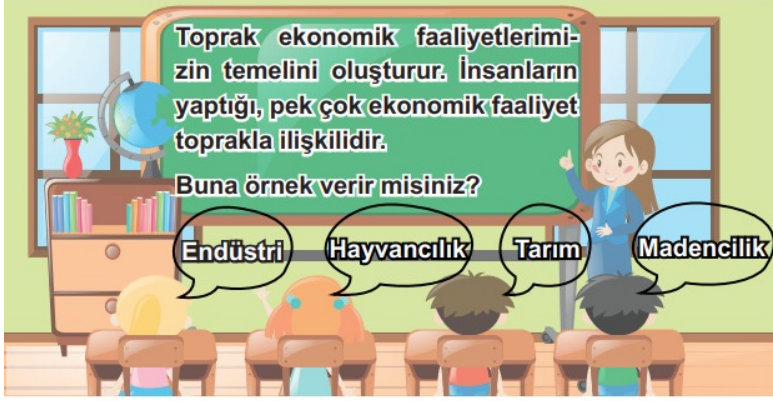 Toprak ekonomik faaliyetlerimi-
zin temelini oluşturur. İnsanların
yaptığı, pek çok ekonomik faaliyet
toprakla ilişkilidir.
Buna örnek verir misiniz?
Endüstri
Hayvancılık
Tarım
Madencilik